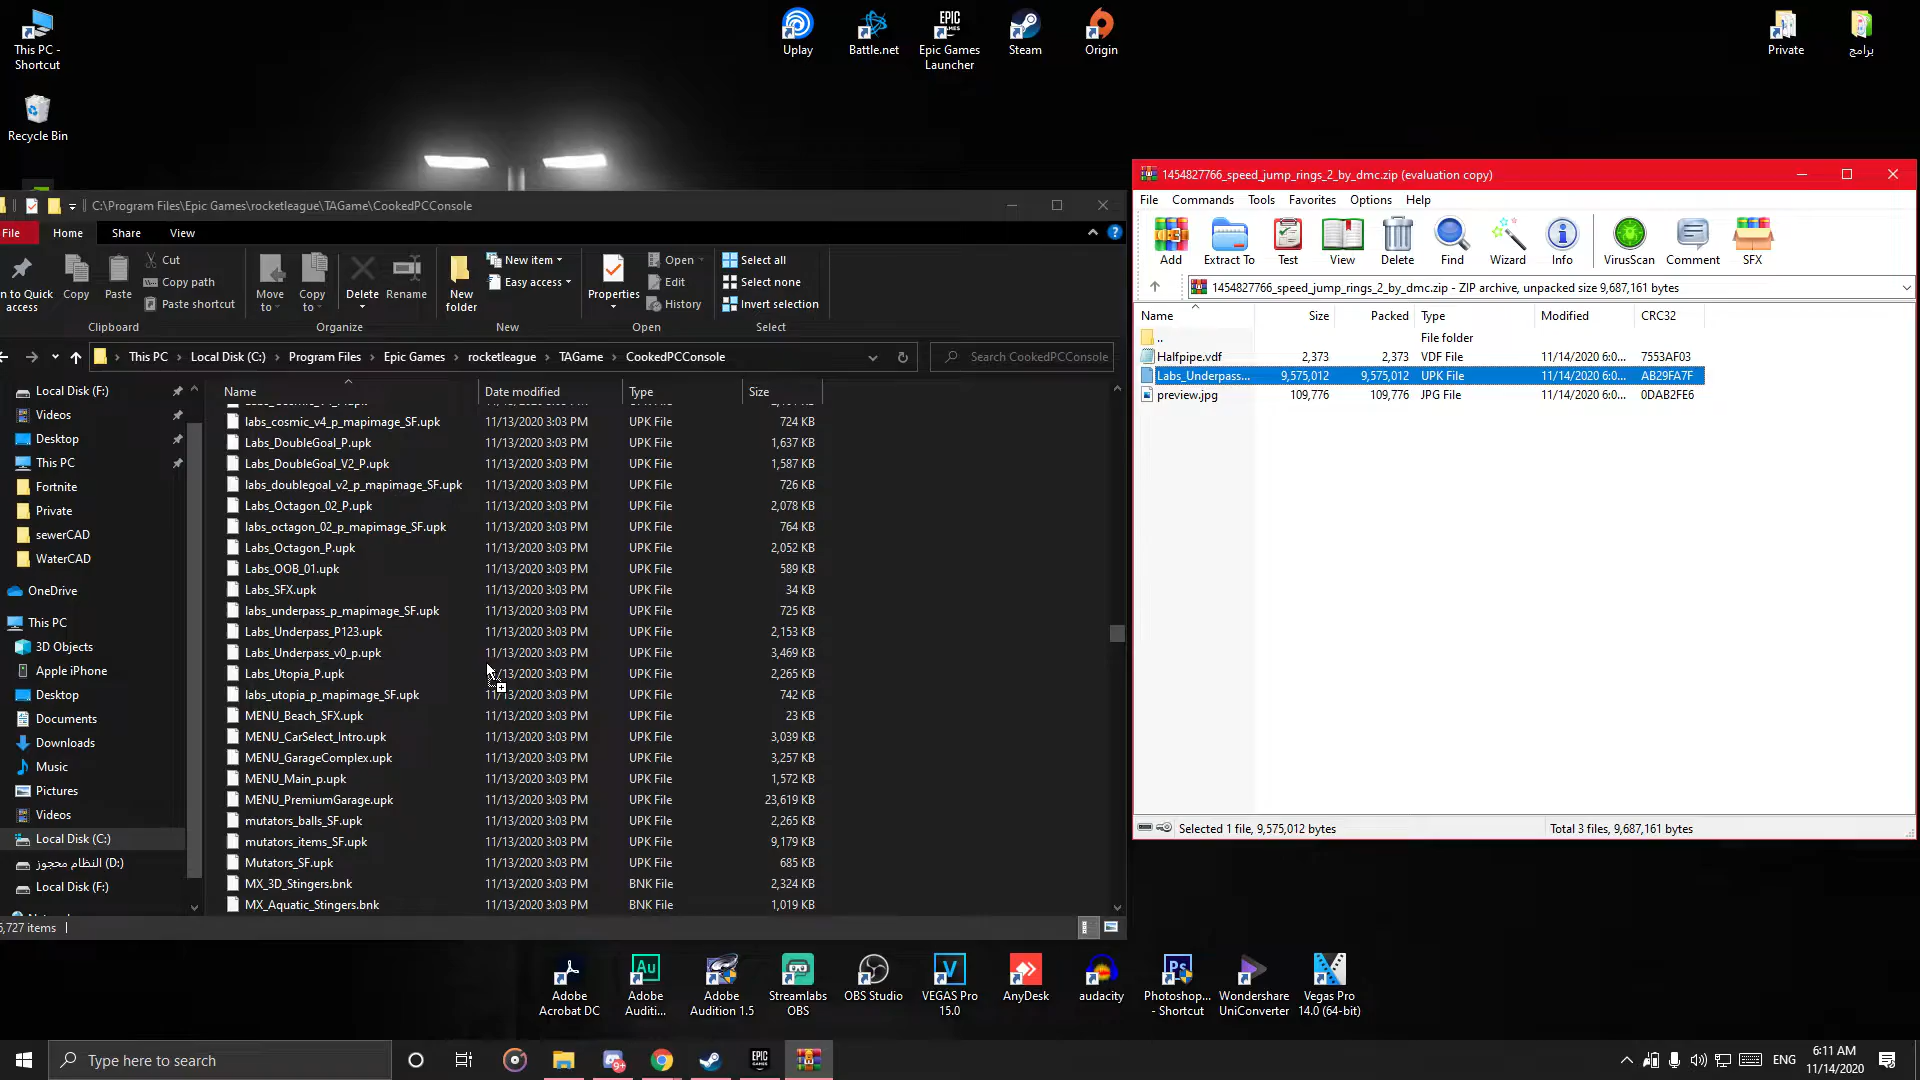 This PC -
Shortcut
Recycle Bin
Uplay
Battle.net
Epic Games
Launcher
Steam
Origin
Private
برامج
C:\Program Files\Epic Games\rocketleague\TAGame\CookedPCConsole
File
Home
Share
View
n to Quick
access
Copy
Paste
Cut
Copy path
Paste shortcut
Clipboard
Move
to
Copy
to
Delete
Rename
Organize
New
folder
New item
Easy access
New
Properties
Open
Edit
History
Open
Select all
Select none
Invert selection
Select
This PC
Local Disk (C:)
Program Files
Epic Games
rocketleague
TAGame
CookedPCConsole
Search CookedPCConsole
Local Disk (F:)
Videos
Desktop
This PC
Fortnite
Private
sewerCAD
WaterCAD
OneDrive
This PC
3D Objects
Apple iPhone
Desktop
Documents
Downloads
Music
Pictures
Videos
Local Disk (C:)
النظام محجوز (D:)
Local Disk (F:)
Name Date modified Type Size
labs_cosmic_v4_p_mapimage_SF.upk 11/13/2020 3:03 PM UPK File 724 KB
Labs_DoubleGoal_P.upk 11/13/2020 3:03 PM UPK File 1,637 KB
Labs_DoubleGoal_V2_P.upk 11/13/2020 3:03 PM UPK File 1,587 KB
labs_doublegoal_v2_p_mapimage_SF.upk 11/13/2020 3:03 PM UPK File 726 KB
Labs_Octagon_02_P.upk 11/13/2020 3:03 PM UPK File 2,078 KB
labs_octagon_02_p_mapimage_SF.upk 11/13/2020 3:03 PM UPK File 764 KB
Labs_Octagon_P.upk 11/13/2020 3:03 PM UPK File 2,052 KB
Labs_OOB_01.upk 11/13/2020 3:03 PM UPK File 589 KB
Labs_SFX.upk 11/13/2020 3:03 PM UPK File 34 KB
labs_underpass_p_mapimage_SF.upk 11/13/2020 3:03 PM UPK File 725 KB
Labs_Underpass_P123.upk 11/13/2020 3:03 PM UPK File 2,153 KB
Labs_Underpass_v0_p.upk 11/13/2020 3:03 PM UPK File 3,469 KB
Labs_Utopia_P.upk 11/13/2020 3:03 PM UPK File 2,265 KB
labs_utopia_p_mapimage_SF.upk 11/13/2020 3:03 PM UPK File 742 KB
MENU_Beach_SFX.upk 11/13/2020 3:03 PM UPK File 23 KB
MENU_CarSelect_Intro.upk 11/13/2020 3:03 PM UPK File 3,039 KB
MENU_GarageComplex.upk 11/13/2020 3:03 PM UPK File 3,257 KB
MENU_Main_p.upk 11/13/2020 3:03 PM UPK File 1,572 KB
MENU_PremiumGarage.upk 11/13/2020 3:03 PM UPK File 23,619 KB
mutators_balls_SF.upk 11/13/2020 3:03 PM UPK File 2,265 KB
mutators_items_SF.upk 11/13/2020 3:03 PM UPK File 9,179 KB
Mutators_SF.upk 11/13/2020 3:03 PM UPK File 685 KB
MX_3D_Stingers.bnk 11/13/2020 3:03 PM BNK File 2,324 KB
MX_Aquatic_Stingers.bnk 11/13/2020 3:03 PM BNK File 1,019 KB
,727 items
1454827766_speed_jump_rings_2_by_dmc.zip (evaluation copy)
File Commands Tools Favorites Options Help
Add Extract To Test View Delete Find Wizard Info VirusScan Comment SFX
1454827766_speed_jump_rings_2_by_dmc.zip - ZIP archive, unpacked size 9,687,161 bytes
Name Size Packed Type Modified CRC32
.. File folder
Halfpipe.vdf 2,373 2,373 VDF File 11/14/2020 6:0... 7553AF03
Labs_Underpass... 9,575,012 9,575,012 UPK File 11/14/2020 6:0... AB29FA7F
preview.jpg 109,776 109,776 JPG File 11/14/2020 6:0... 0DAB2FE6
Selected 1 file, 9,575,012 bytes
Total 3 files, 9,687,161 bytes
Adobe
Acrobat DC
Adobe
Auditi...
Adobe
Audition 1.5
Streamlabs
OBS
OBS Studio
VEGAS Pro
15.0
AnyDesk
audacity
Photoshop...
- Shortcut
Wondershare
UniConverter
Vegas Pro
14.0 (64-bit)
Type here to search
ENG
6:11 AM
11/14/2020